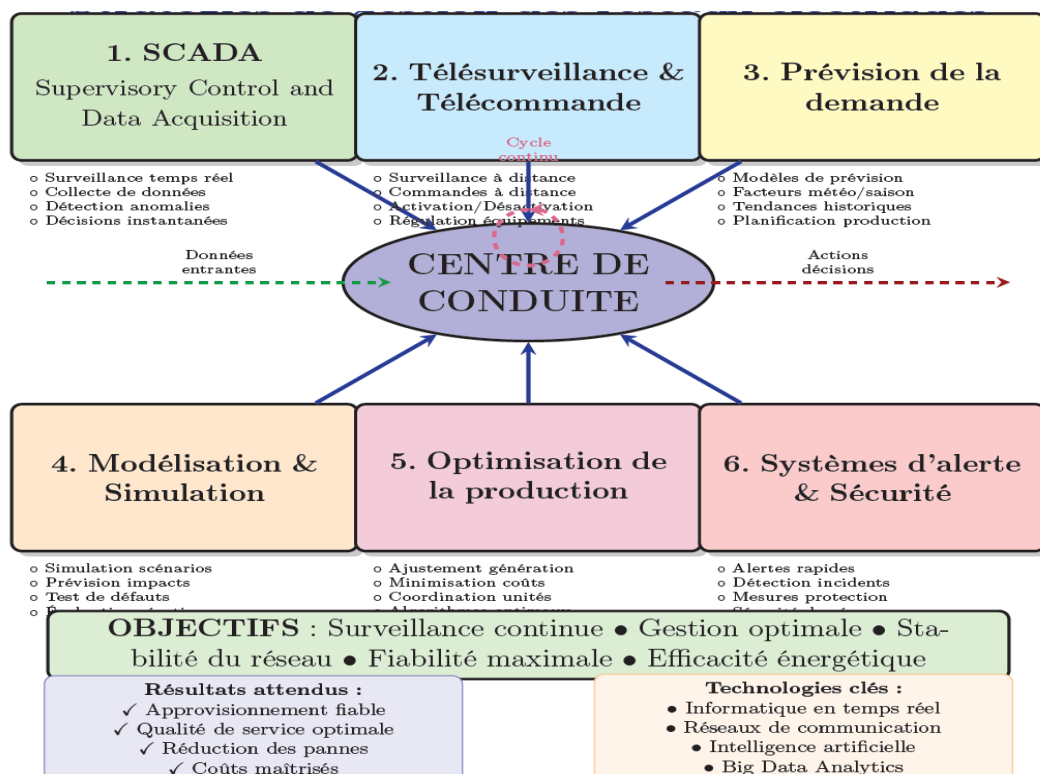 1. SCADA
Supervisory Control and
Data Acquisition
2. Télésurveillance &
Télécommande
3. Prévision de la
demande
Cycle
continu
○ Surveillance temps réel
○ Collecte de données
○ Détection anomalies
○ Décisions instantanées
○ Surveillance à distance
○ Commandes à distance
○ Activation/Désactivation
○ Régulation équipements
○ Modèles de prévision
○ Facteurs météo/saison
○ Tendances historiques
○ Planification production
Données
entrantes
CENTRE DE
CONDUITE
Actions
décisions
4. Modélisation &
Simulation
5. Optimisation de
la production
6. Systèmes d'alerte
& Sécurité
○ Simulation scénarios
○ Prévision impacts
○ Test de défauts
○ Ajustement génération
○ Minimisation coûts
○ Coordination unités
○ Alertes rapides
○ Détection incidents
○ Mesures protection
OBJECTIFS : Surveillance continue ● Gestion optimale ● Sta-
bilité du réseau ● Fiabilité maximale ● Efficacité énergétique
Résultats attendus :
✓ Approvisionnement fiable
✓ Qualité de service optimale
✓ Réduction des pannes
✓ Coûts maîtrisés
Technologies clés :
● Informatique en temps réel
● Réseaux de communication
● Intelligence artificielle
● Big Data Analytics